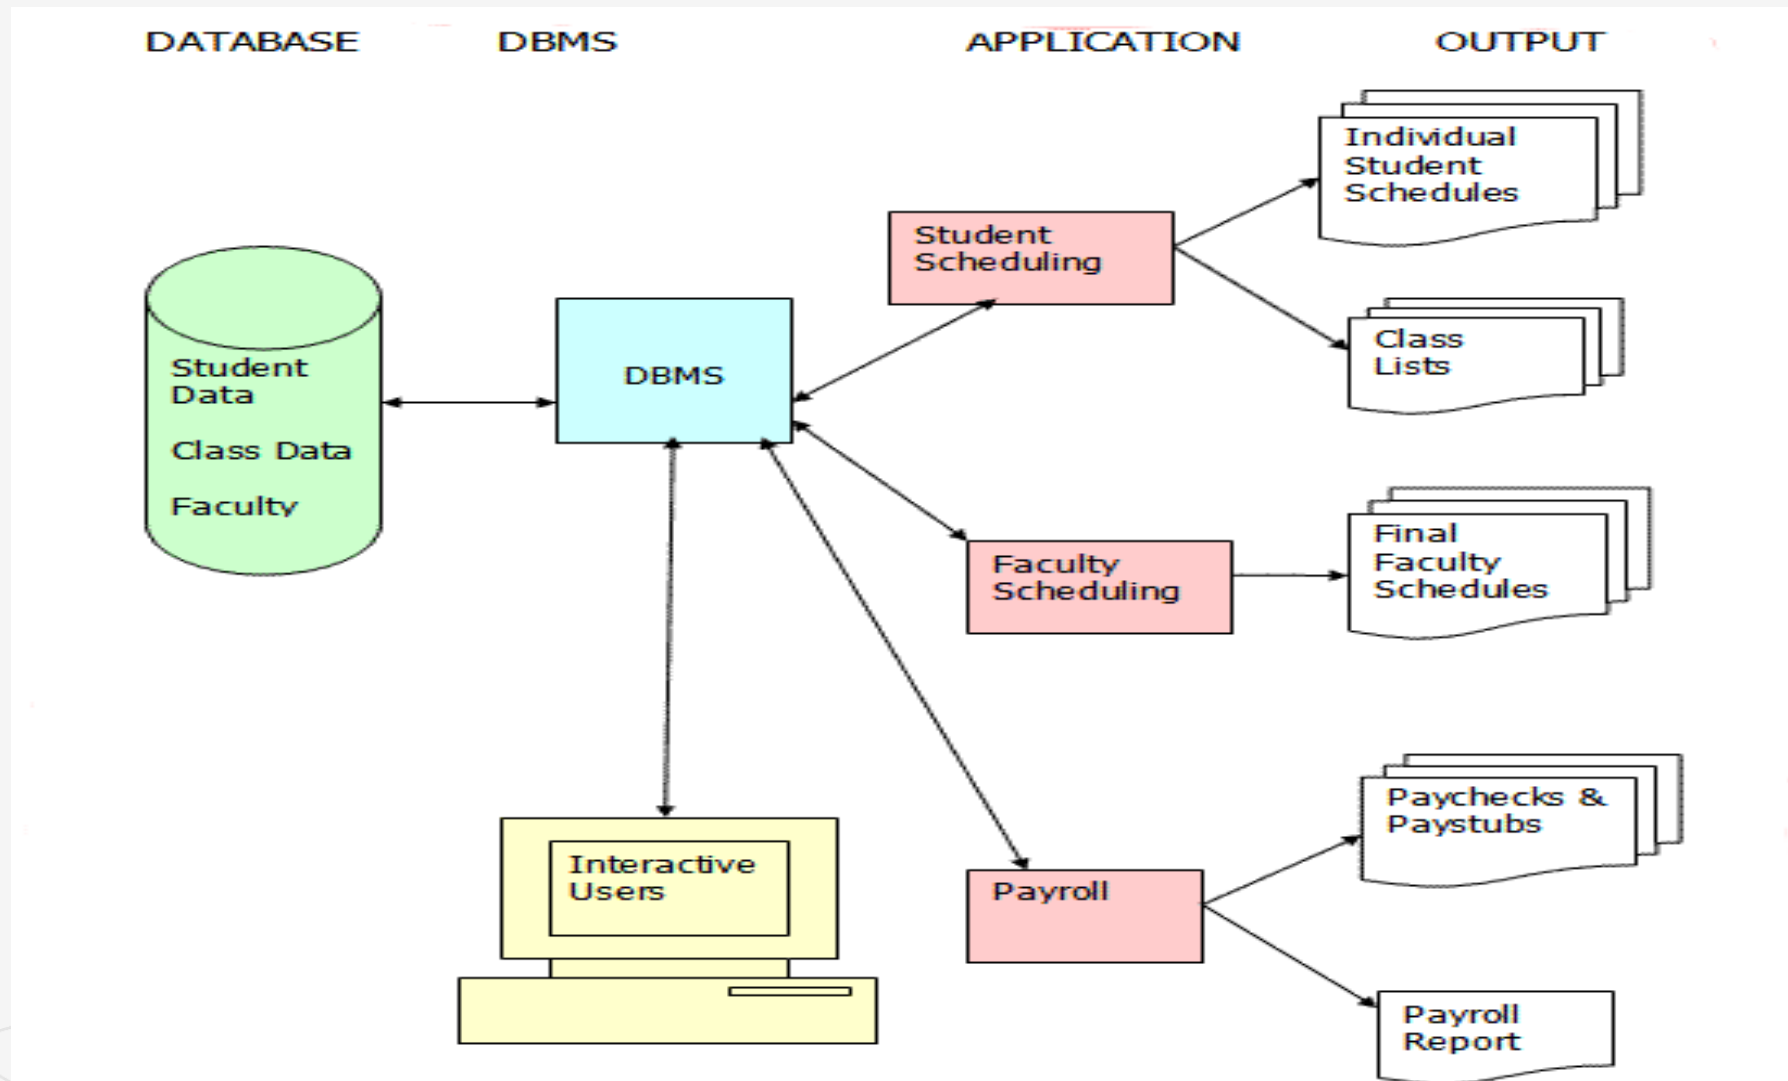 DATABASE DBMS APPLICATION OUTPUT
Individual
Student
Schedules
Student
Scheduling
Class
Lists
Student
Data
Class Data
Faculty
DBMS
Final
Faculty
Schedules
Faculty
Scheduling
Paychecks &
Paystubs
Interactive
Users
Payroll
Payroll
Report